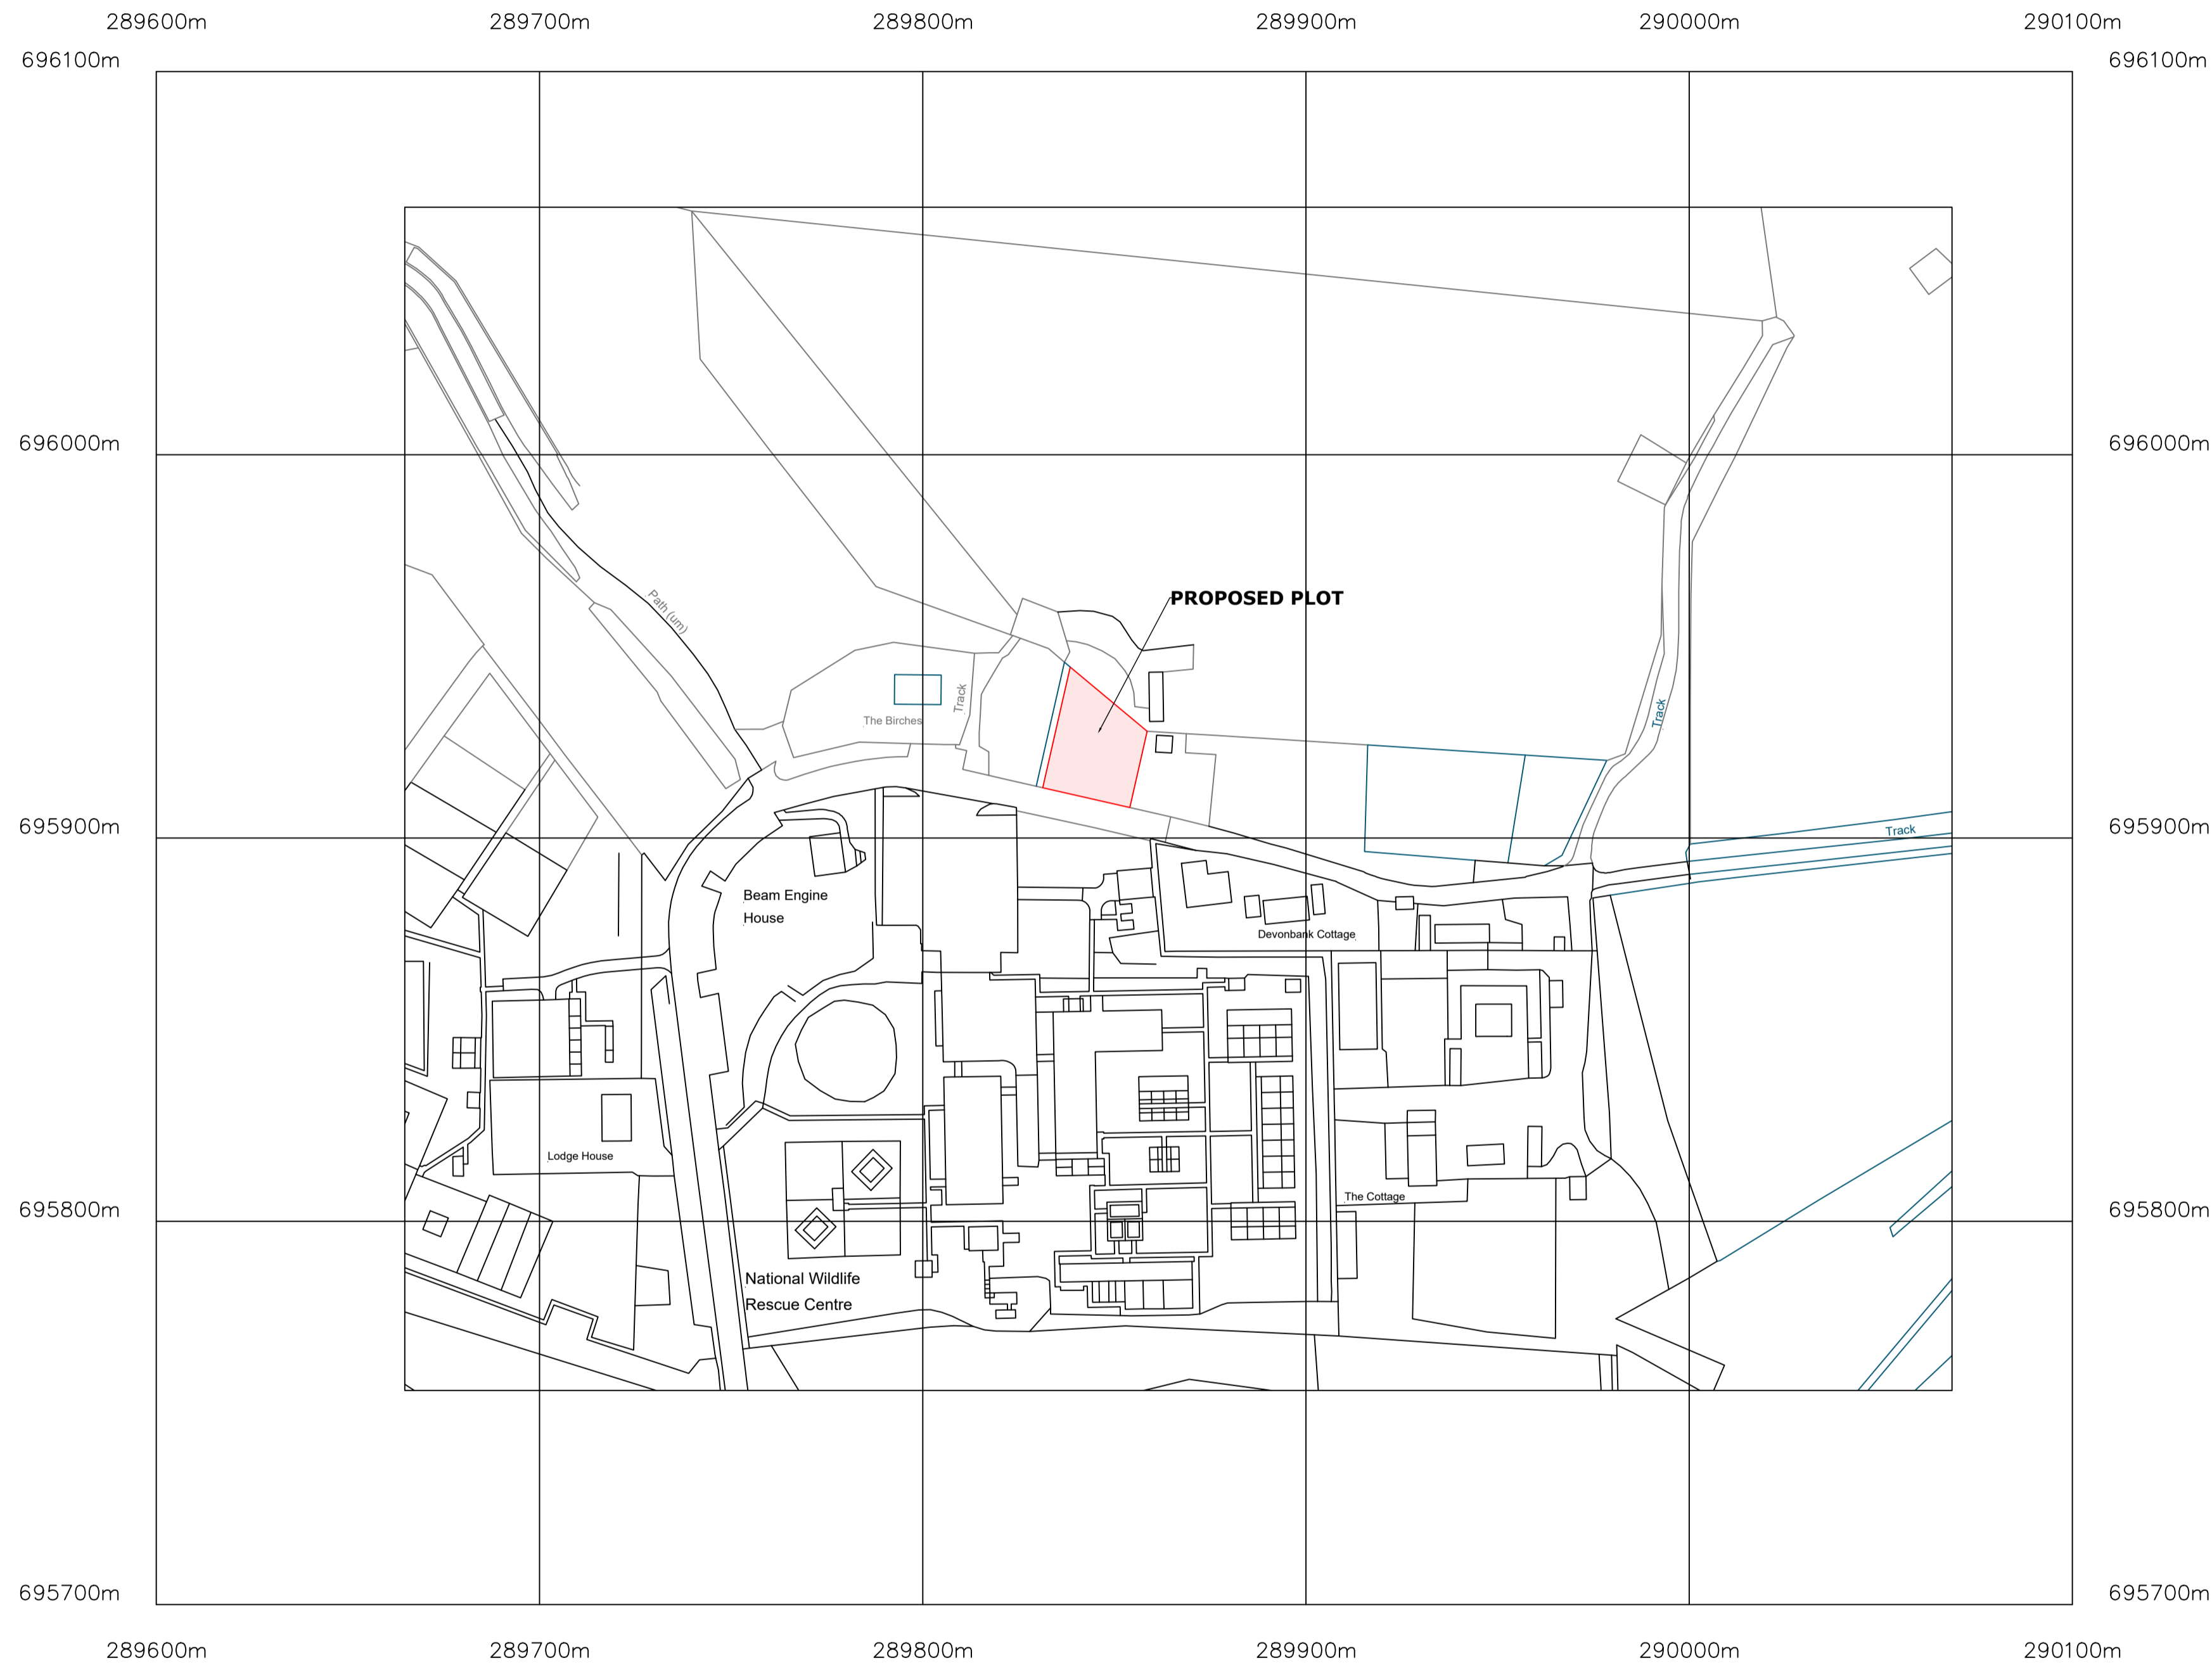 289600m 289700m 289800m 289900m 290000m 290100m
696100m 696100m
696000m 696000m
Path (um)
PROPOSED PLOT
Track
The Birches
Track
695900m 695900m
Track
Beam Engine
House
Devonbank Cottage
Lodge House
The Cottage
695800m 695800m
National Wildlife
Rescue Centre
695700m 695700m
289600m 289700m 289800m 289900m 290000m 290100m